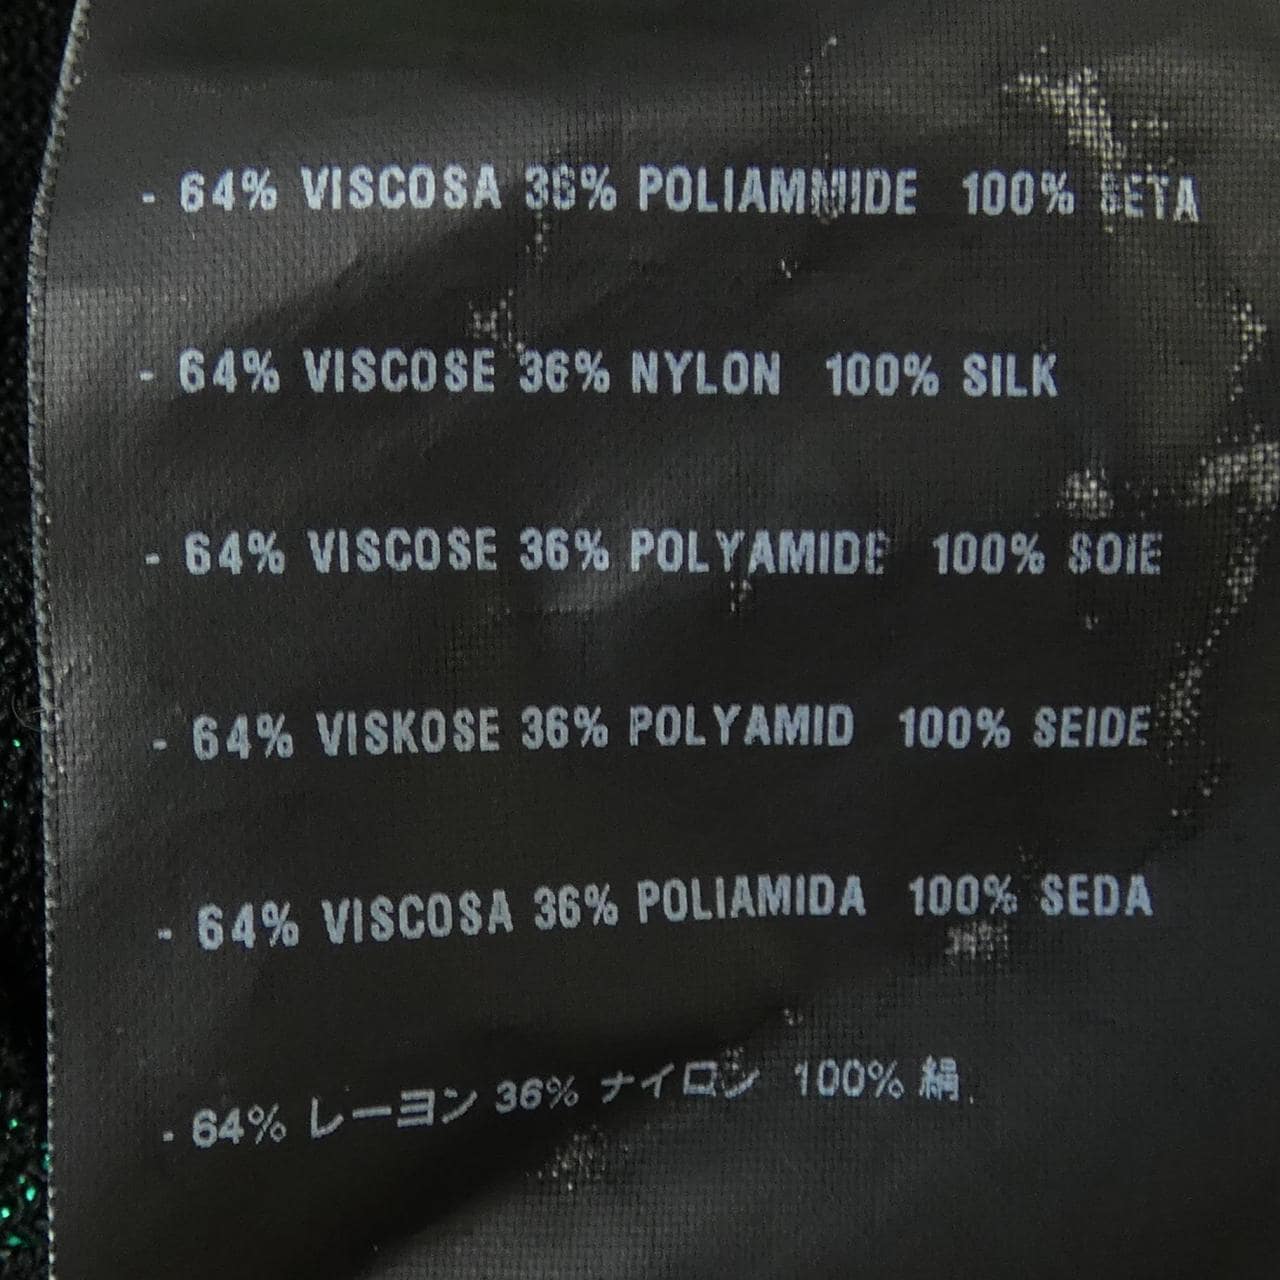 - 64% VISCOSA 36% POLIAMMIDE 100% SETA
- 64% VISCOSE 36% NYLON 100% SILK
- 64% VISCOSE 36% POLYAMIDE 100% SOIE
- 64% VISKOSE 36% POLYAMID 100% SEIDE
- 64% VISCOSA 36% POLIAMIDA 100% SEDA
- 64% レーヨン 36% ナイロン 100% 絹.